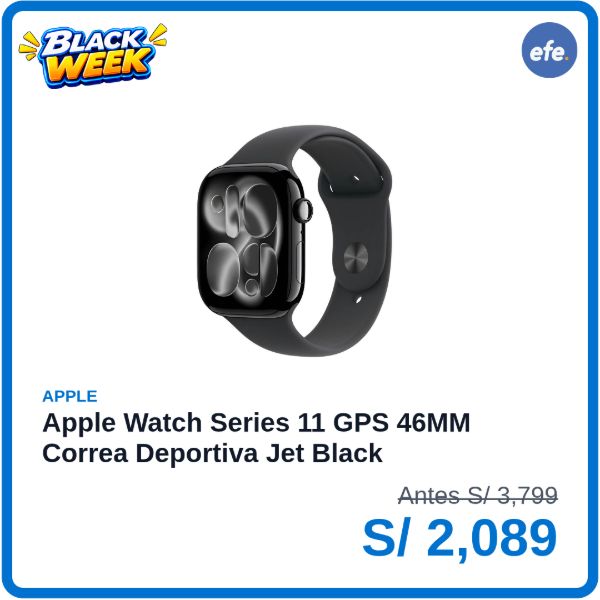 BLACK
WEEK
efe.
APPLE
Apple Watch Series 11 GPS 46MM
Correa Deportiva Jet Black
Antes S/ 3,799
S/ 2,089